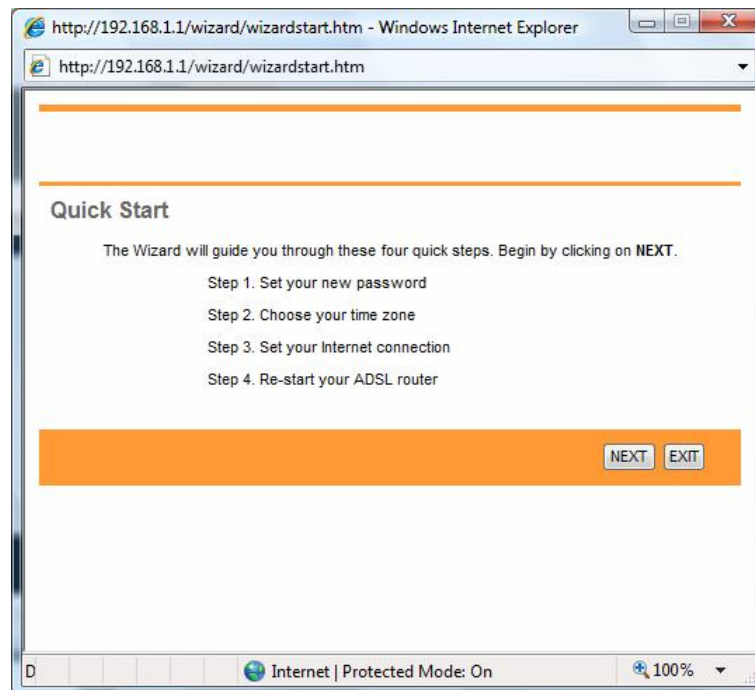 http://192.168.1.1/wizard/wizardstart.htm - Windows Internet Explorer
http://192.168.1.1/wizard/wizardstart.htm
Quick Start
The Wizard will guide you through these four quick steps. Begin by clicking on NEXT.
Step 1. Set your new password
Step 2. Choose your time zone
Step 3. Set your Internet connection
Step 4. Re-start your ADSL router
NEXT EXIT
D Internet | Protected Mode: On 100%